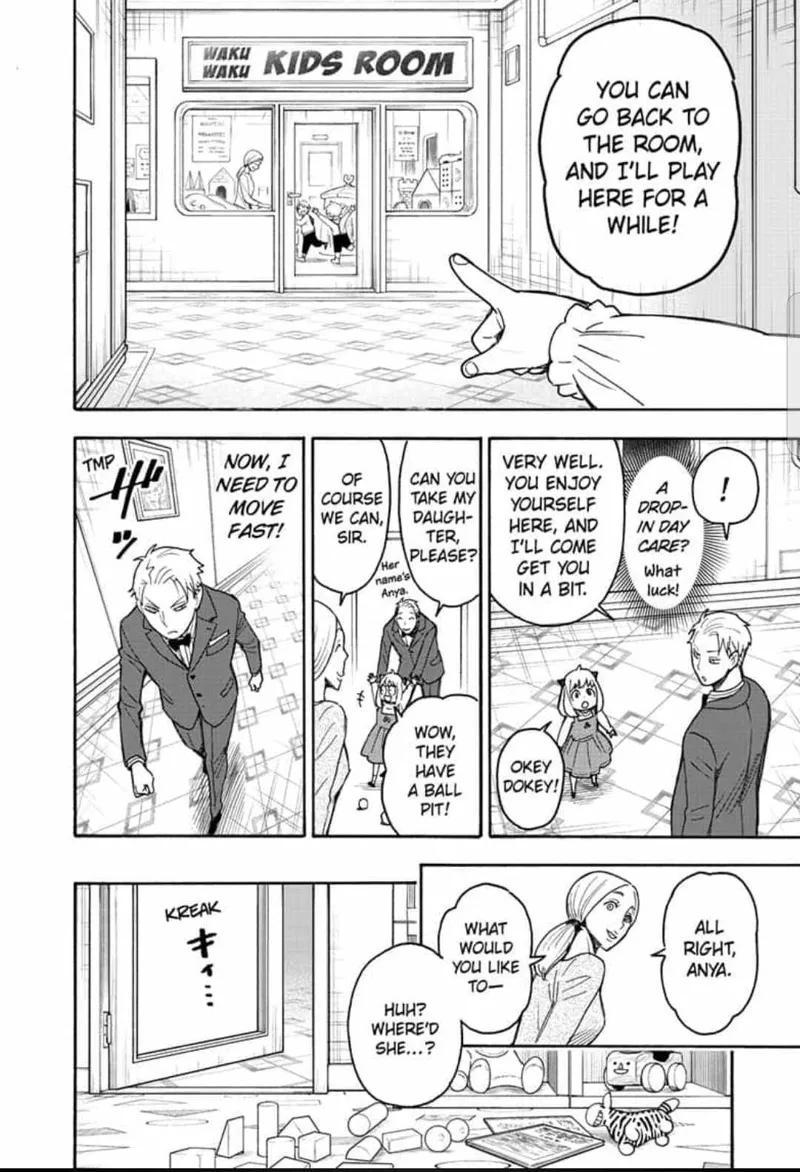 WAKU
WAKU
KIDS ROOM
YOU CAN
GO BACK TO
THE ROOM,
AND I'LL PLAY
HERE FOR A
WHILE!
!
A
DROP-
IN DAY
CARE?
What
luck!
VERY WELL.
YOU ENJOY
YOURSELF
HERE, AND
I'LL COME
GET YOU
IN A BIT.
OKEY
DOKEY!
CAN YOU
TAKE MY
DAUGH-
TER,
PLEASE?
Her
name's
Anya.
OF
COURSE
WE CAN,
SIR.
WOW,
THEY
HAVE
A BALL
PIT!
NOW, I
NEED TO
MOVE
FAST!
TMP
ALL
RIGHT,
ANYA.
WHAT
WOULD
YOU LIKE
TO—
HUH?
WHERE'D
SHE...?
KREAK
キィ…